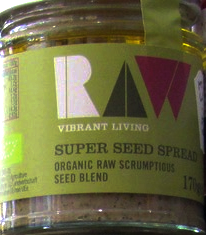 RAW
VIBRANT LIVING
SUPER SEED SPREAD
ORGANIC RAW SCRUMPTIOUS
SEED BLEND
170g